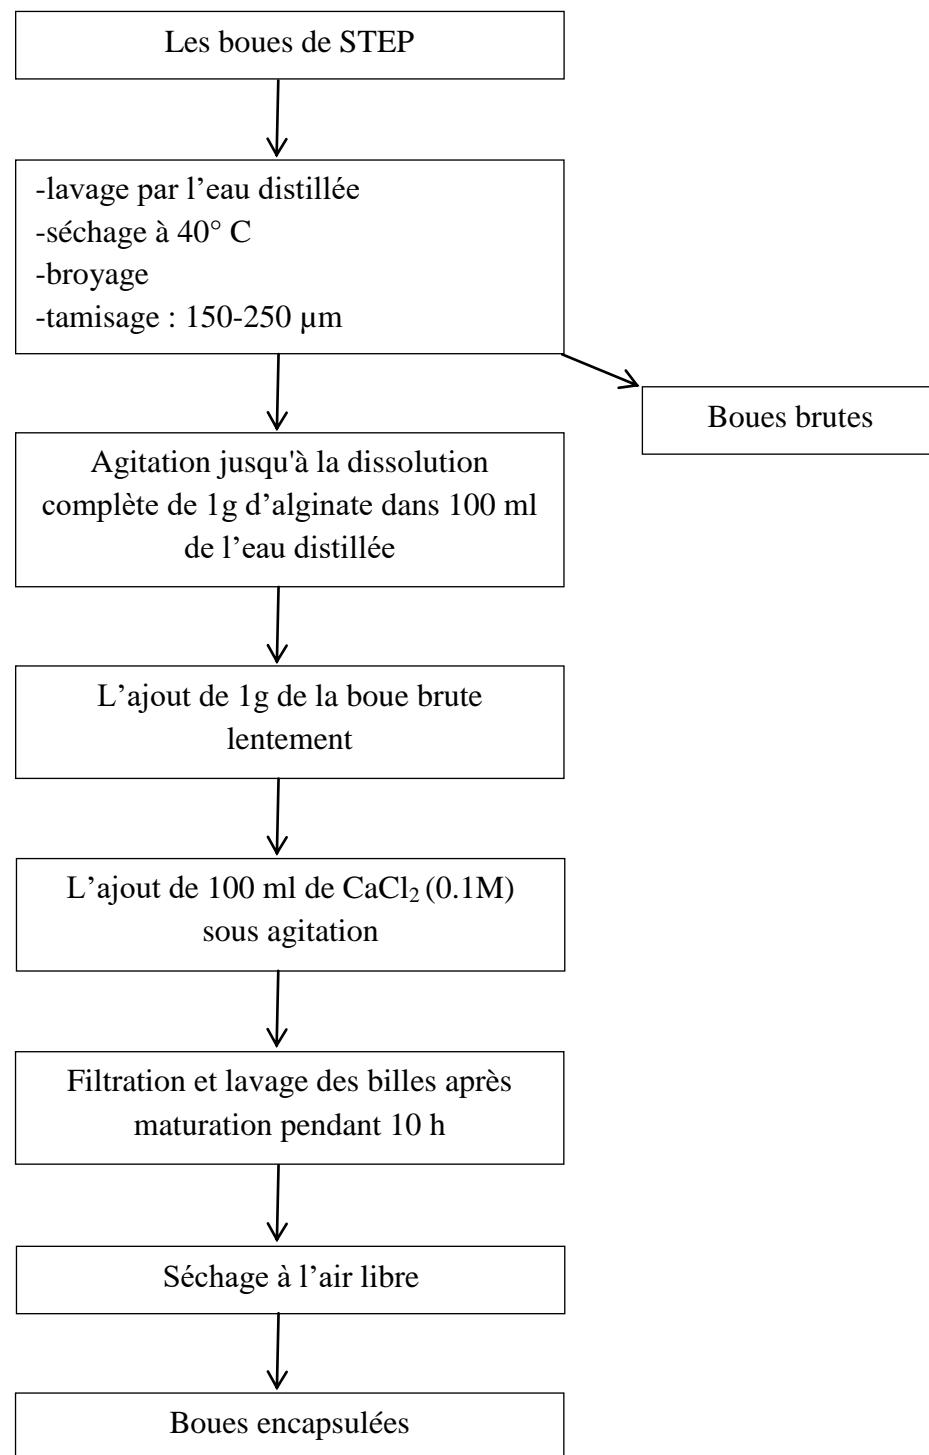 Les boues de STEP
-lavage par l’eau distillée
-séchage à 40° C
-broyage
-tamisage : 150-250 µm
Boues brutes
Agitation jusqu'à la dissolution
complète de 1g d’alginate dans 100 ml
de l’eau distillée
L’ajout de 1g de la boue brute
lentement
L’ajout de 100 ml de CaCl₂ (0.1M)
sous agitation
Filtration et lavage des billes après
maturation pendant 10 h
Séchage à l’air libre
Boues encapsulées